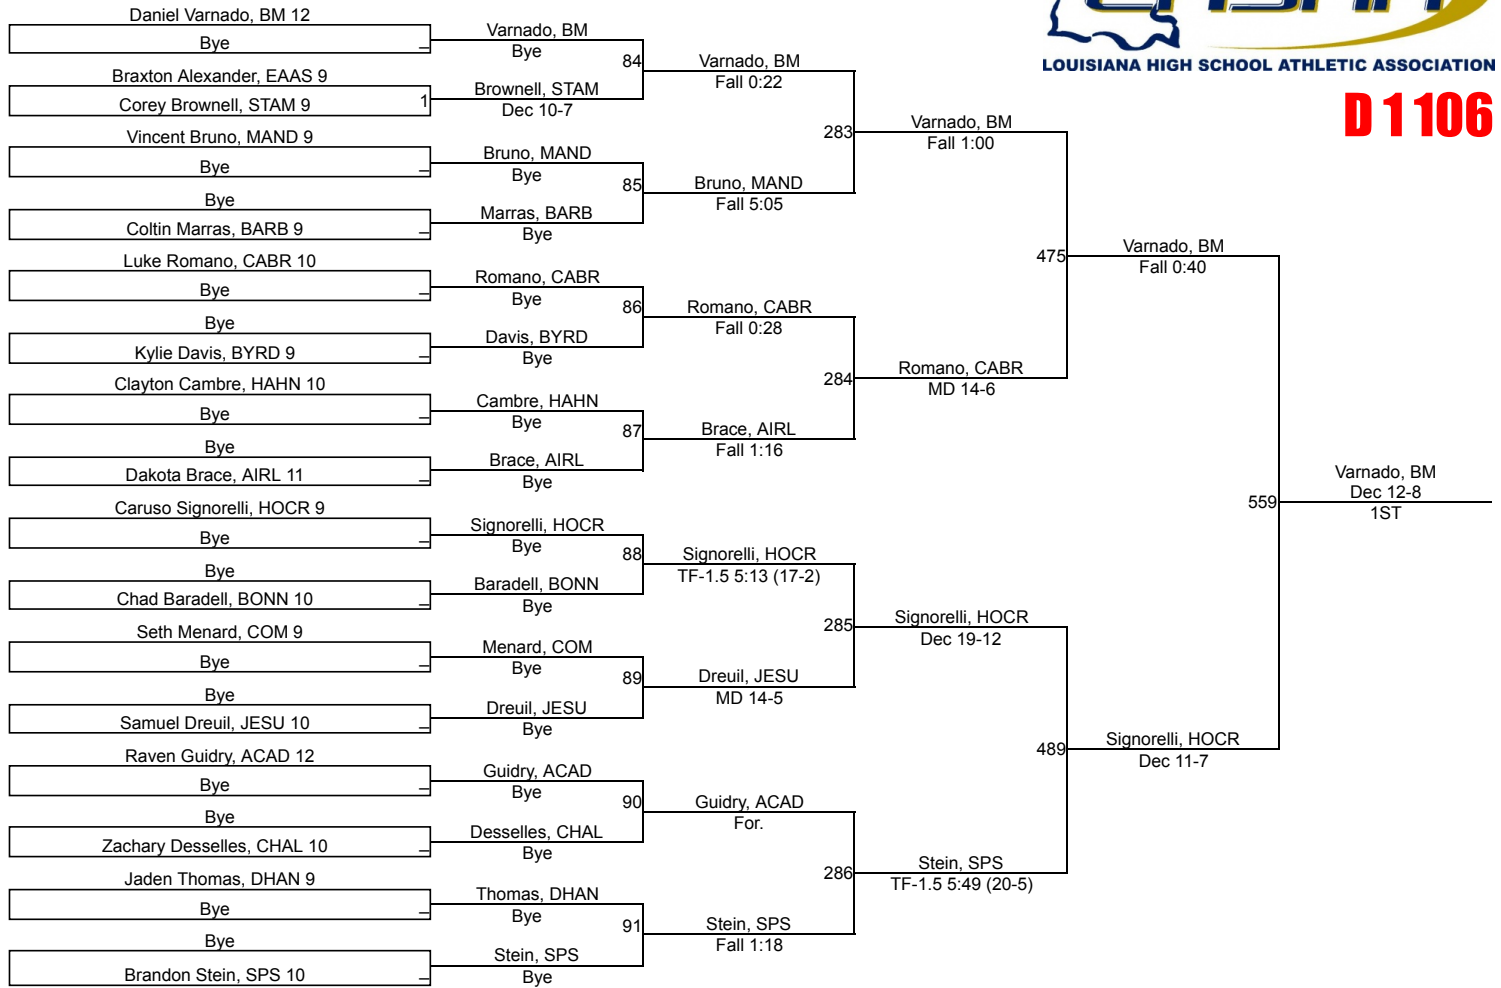 Daniel Varnado, BM 12
Bye
Braxton Alexander, EAAS 9
Corey Brownell, STAM 9
1
Vincent Bruno, MAND 9
Bye
Bye
Coltin Marras, BARB 9
Luke Romano, CABR 10
Bye
Bye
Kylie Davis, BYRD 9
Clayton Cambre, HAHN 10
Bye
Bye
Dakota Brace, AIRL 11
Caruso Signorelli, HOCR 9
Bye
Bye
Chad Baradell, BONN 10
Seth Menard, COM 9
Bye
Bye
Samuel Dreuil, JESU 10
Raven Guidry, ACAD 12
Bye
Bye
Zachary Desselles, CHAL 10
Jaden Thomas, DHAN 9
Bye
Bye
Brandon Stein, SPS 10
Varnado, BM
Bye
84
Brownell, STAM
Dec 10-7
Bruno, MAND
Bye
85
Marras, BARB
Bye
Romano, CABR
Bye
86
Davis, BYRD
Bye
Cambre, HAHN
Bye
87
Brace, AIRL
Bye
Signorelli, HOCR
Bye
88
Baradell, BONN
Bye
Menard, COM
Bye
89
Dreuil, JESU
Bye
Guidry, ACAD
Bye
90
Desselles, CHAL
Bye
Thomas, DHAN
Bye
91
Stein, SPS
Bye
Varnado, BM
Fall 0:22
283
Bruno, MAND
Fall 5:05
Romano, CABR
Fall 0:28
284
Brace, AIRL
Fall 1:16
Signorelli, HOCR
TF-1.5 5:13 (17-2)
285
Dreuil, JESU
MD 14-5
Guidry, ACAD
For.
286
Stein, SPS
Fall 1:18
Varnado, BM
Fall 1:00
475
Romano, CABR
MD 14-6
Signorelli, HOCR
Dec 19-12
489
Stein, SPS
TF-1.5 5:49 (20-5)
Varnado, BM
Fall 0:40
559
Signorelli, HOCR
Dec 11-7
Varnado, BM
Dec 12-8
1ST
LOUISIANA HIGH SCHOOL ATHLETIC ASSOCIATION
D 1 106